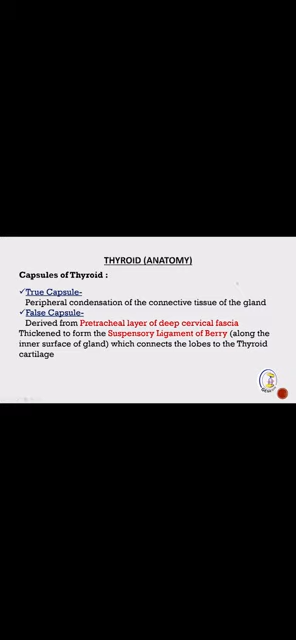 THYROID (ANATOMY)
Capsules of Thyroid :
✓True Capsule-
Peripheral condensation of the connective tissue of the gland
✓False Capsule-
Derived from Pretracheal layer of deep cervical fascia
Thickened to form the Suspensory Ligament of Berry (along the
inner surface of gland) which connects the lobes to the Thyroid
cartilage